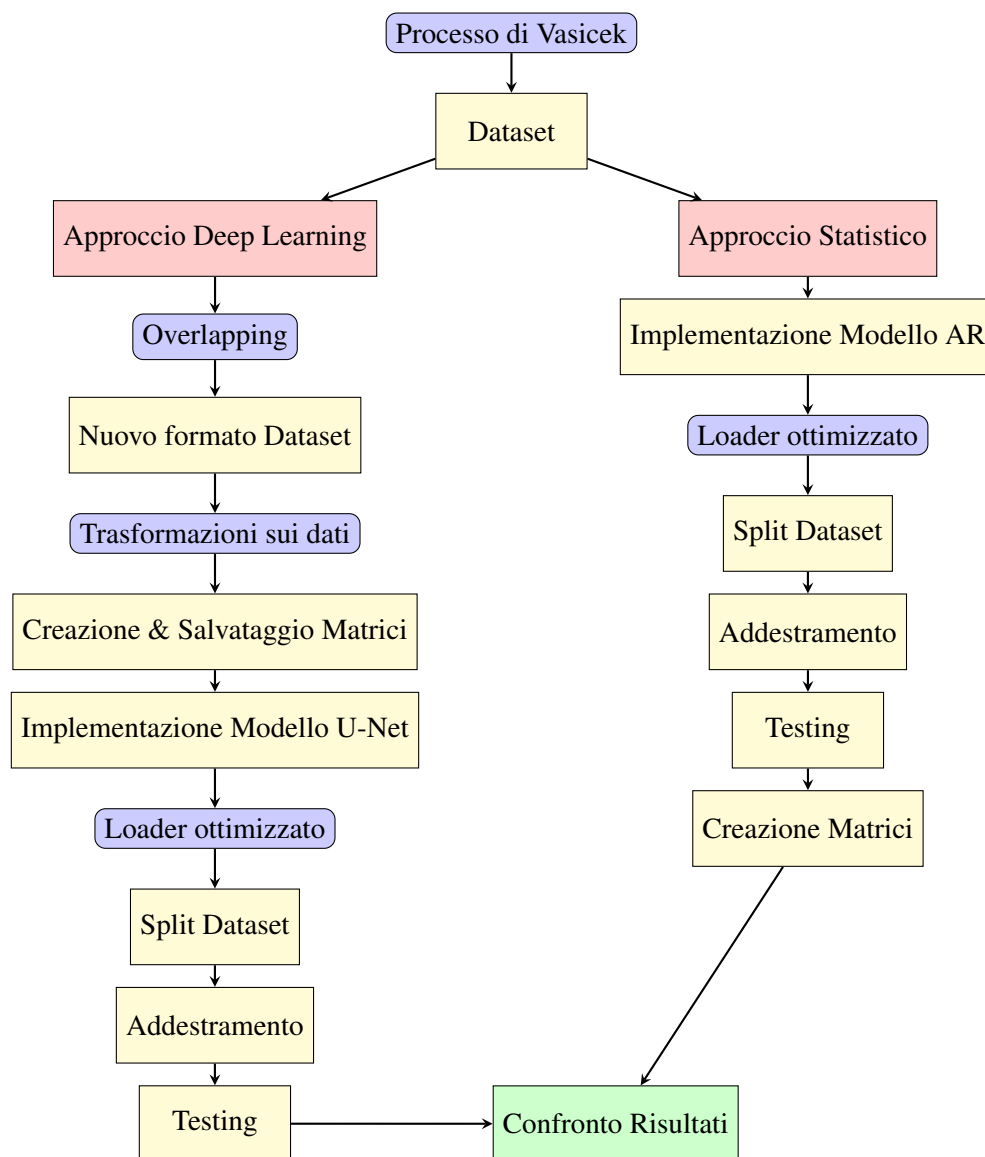 Processo di Vasicek
Dataset
Approccio Deep Learning
Overlapping
Nuovo formato Dataset
Trasformazioni sui dati
Creazione & Salvataggio Matrici
Implementazione Modello U-Net
Loader ottimizzato
Split Dataset
Addestramento
Testing
Approccio Statistico
Implementazione Modello AR
Loader ottimizzato
Split Dataset
Addestramento
Testing
Creazione Matrici
Confronto Risultati